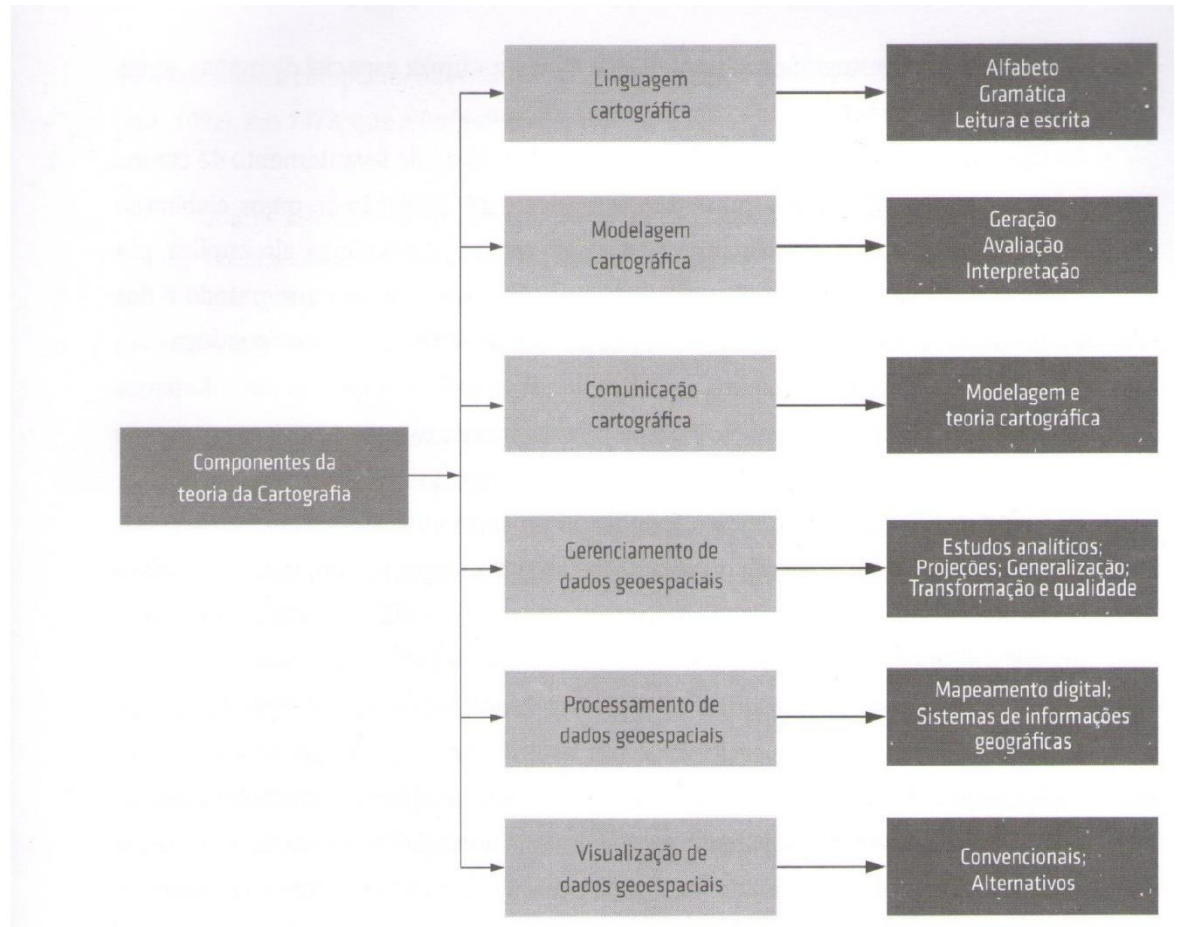 Linguagem
cartográfica
Alfabeto
Gramática
Leitura e escrita
Modelagem
cartográfica
Geração
Avaliação
Interpretação
Comunicação
cartográfica
Modelagem e
teoria cartográfica
Componentes da
teoria da Cartografia
Gerenciamento de
dados geoespaciais
Estudos analíticos;
Projeções; Generalização;
Transformação e qualidade
Processamento de
dados geoespaciais
Mapeamento digital;
Sistemas de informações
geográficas
Visualização de
dados geoespaciais
Convencionais;
Alternativos